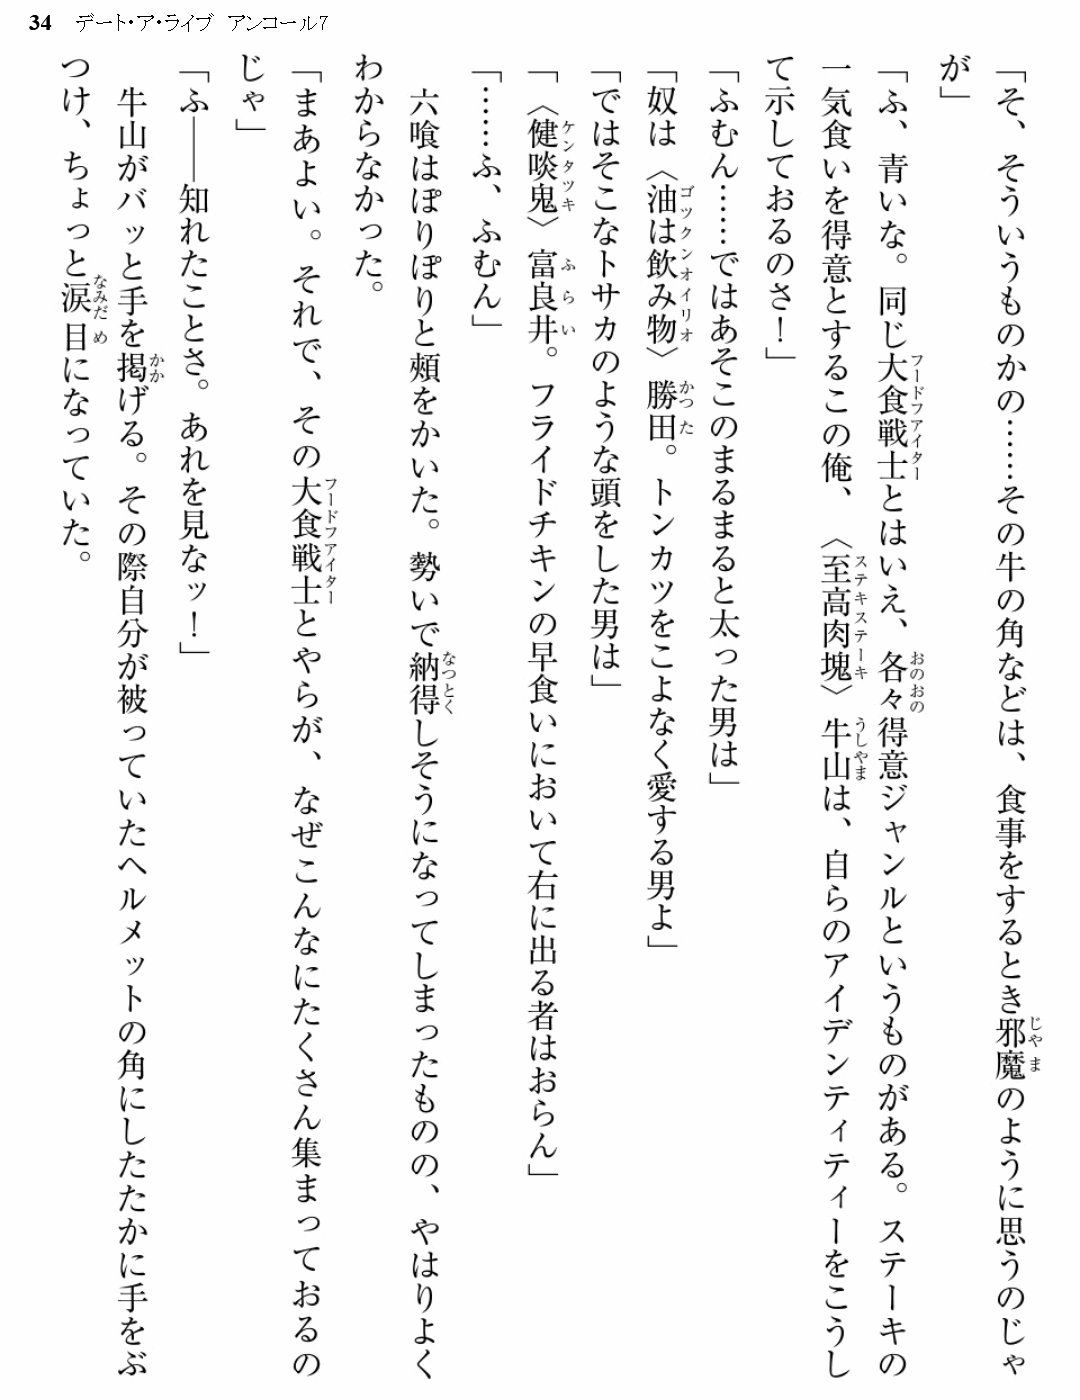 34 デート・ア・ライブ アンコール7
「そ、そういうものかの……その牛の角などは、食事をするとき邪魔のように思うのじゃ
が」
「ふ、青いな。同じ大食戦士とはいえ、各々得意ジャンルというものがある。ステーキの
一気食いを得意とするこの俺、〈至高肉塊〉牛山は、自らのアイデンティティーをこうし
て示しておるのさ！」
「ふむん……ではあそこのまるまると太った男は」
「奴は〈油は飲み物〉勝田。トンカツをこよなく愛する男よ」
「ではそこなトサカのような頭をした男は」
「〈健啖鬼〉富良井。フライドチキンの早食いにおいて右に出る者はおらん」
「……ふ、ふむん」
六喰はぽりぽりと頰をかいた。勢いで納得しそうになってしまったものの、やはりよく
わからなかった。
「まあよい。それで、その大食戦士とやらが、なぜこんなにたくさん集まっておるの
じゃ」
「ふ――知れたことさ。あれを見なッ！」
牛山がバッと手を掲げる。その際自分が被っていたヘルメットの角にしたたかに手をぶ
つけ、ちょっと涙目になっていた。